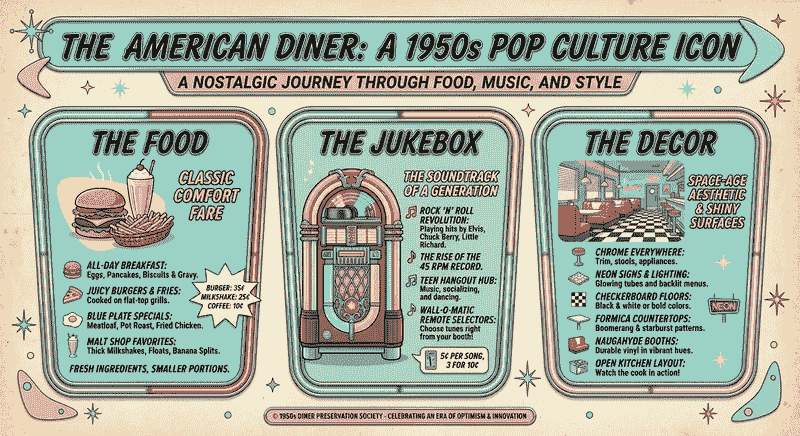 THE AMERICAN DINER: A 1950s POP CULTURE ICON
A NOSTALGIC JOURNEY THROUGH FOOD, MUSIC, AND STYLE
THE FOOD
CLASSIC
COMFORT
FARE
ALL-DAY BREAKFAST:
Eggs, Pancakes, Biscuits & Gravy.
JUICY BURGERS & FRIES:
Cooked on flat-top grills.
BURGER: 35¢
MILKSHAKE: 25¢
COFFEE: 10¢
BLUE PLATE SPECIALS:
Meatloaf, Pot Roast, Fried Chicken.
MALT SHOP FAVORITES:
Thick Milkshakes, Floats, Banana Splits.
FRESH INGREDIENTS, SMALLER PORTIONS.
THE JUKEBOX
THE SOUNDTRACK
OF A GENERATION
ROCK 'N' ROLL
REVOLUTION:
Playing hits by Elvis,
Chuck Berry, Little
Richard.
THE RISE OF THE
45 RPM RECORD.
TEEN HANGOUT HUB:
Music, socializing,
and dancing.
WALL-O-MATIC
REMOTE SELECTORS:
Choose tunes right
from your booth!
5¢ PER SONG,
3 FOR 10¢
THE DECOR
SPACE-AGE
AESTHETIC
& SHINY
SURFACES
CHROME EVERYWHERE:
Trim, stools, appliances.
NEON SIGNS & LIGHTING:
Glowing tubes and backlit menus.
CHECKERBOARD FLOORS:
Black & white or bold colors.
NEON
FORMICA COUNTERTOPS:
Boomerang & starburst patterns.
NAUGAHYDE BOOTHS:
Durable vinyl in vibrant hues.
OPEN KITCHEN LAYOUT:
Watch the cook in action!
© 1950s DINER PRESERVATION SOCIETY - CELEBRATING AN ERA OF OPTIMISM & INNOVATION